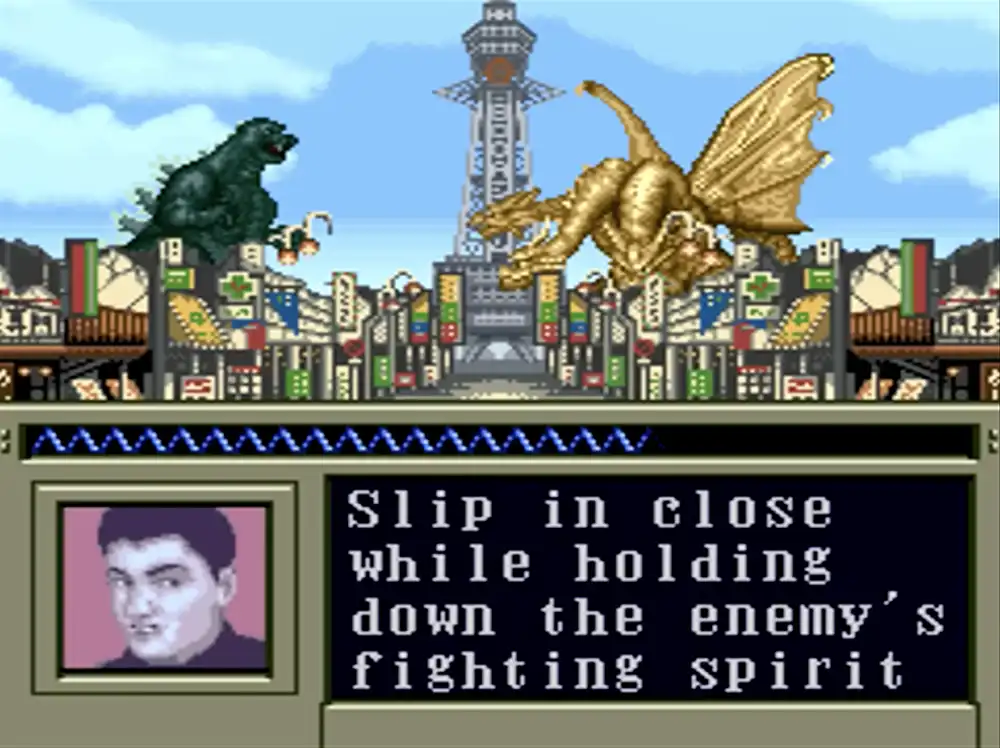 Slip in close
while holding
down the enemy's
fighting spirit